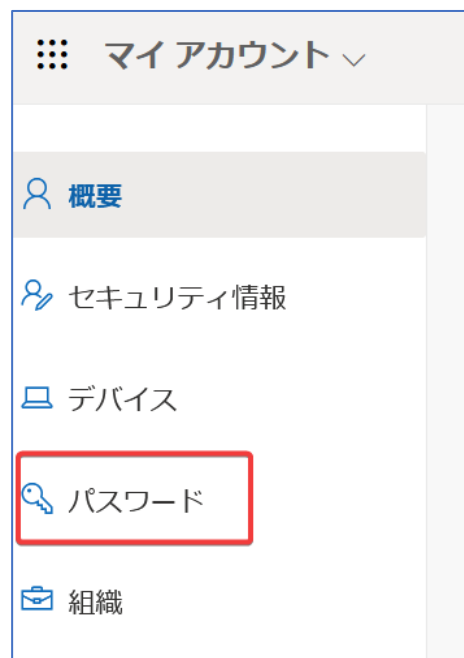 マイ アカウント
概要
セキュリティ情報
デバイス
パスワード
組織